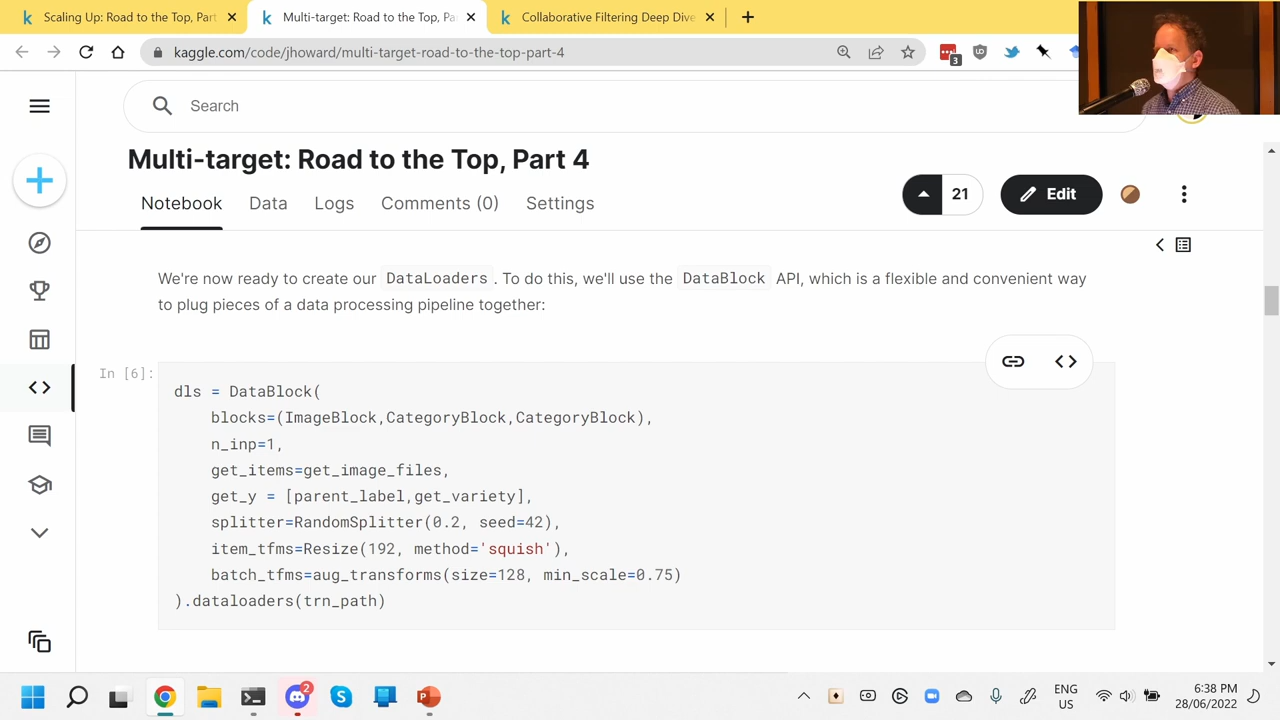 Scaling Up: Road to the Top, Part
Multi-target: Road to the Top, Pa
Collaborative Filtering Deep Dive
kaggle.com/code/jhoward/multi-target-road-to-the-top-part-4
3
Search
Multi-target: Road to the Top, Part 4
Notebook Data Logs Comments (0) Settings
21
Edit
We're now ready to create our DataLoaders. To do this, we'll use the DataBlock API, which is a flexible and convenient way
to plug pieces of a data processing pipeline together:
In [6]:
dls = DataBlock(
blocks=(ImageBlock,CategoryBlock,CategoryBlock),
n_inp=1,
get_items=get_image_files,
get_y = [parent_label,get_variety],
splitter=RandomSplitter(0.2, seed=42),
item_tfms=Resize(192, method='squish'),
batch_tfms=aug_transforms(size=128, min_scale=0.75)
).dataloaders(trn_path)
2
ENG
US
6:38 PM
28/06/2022